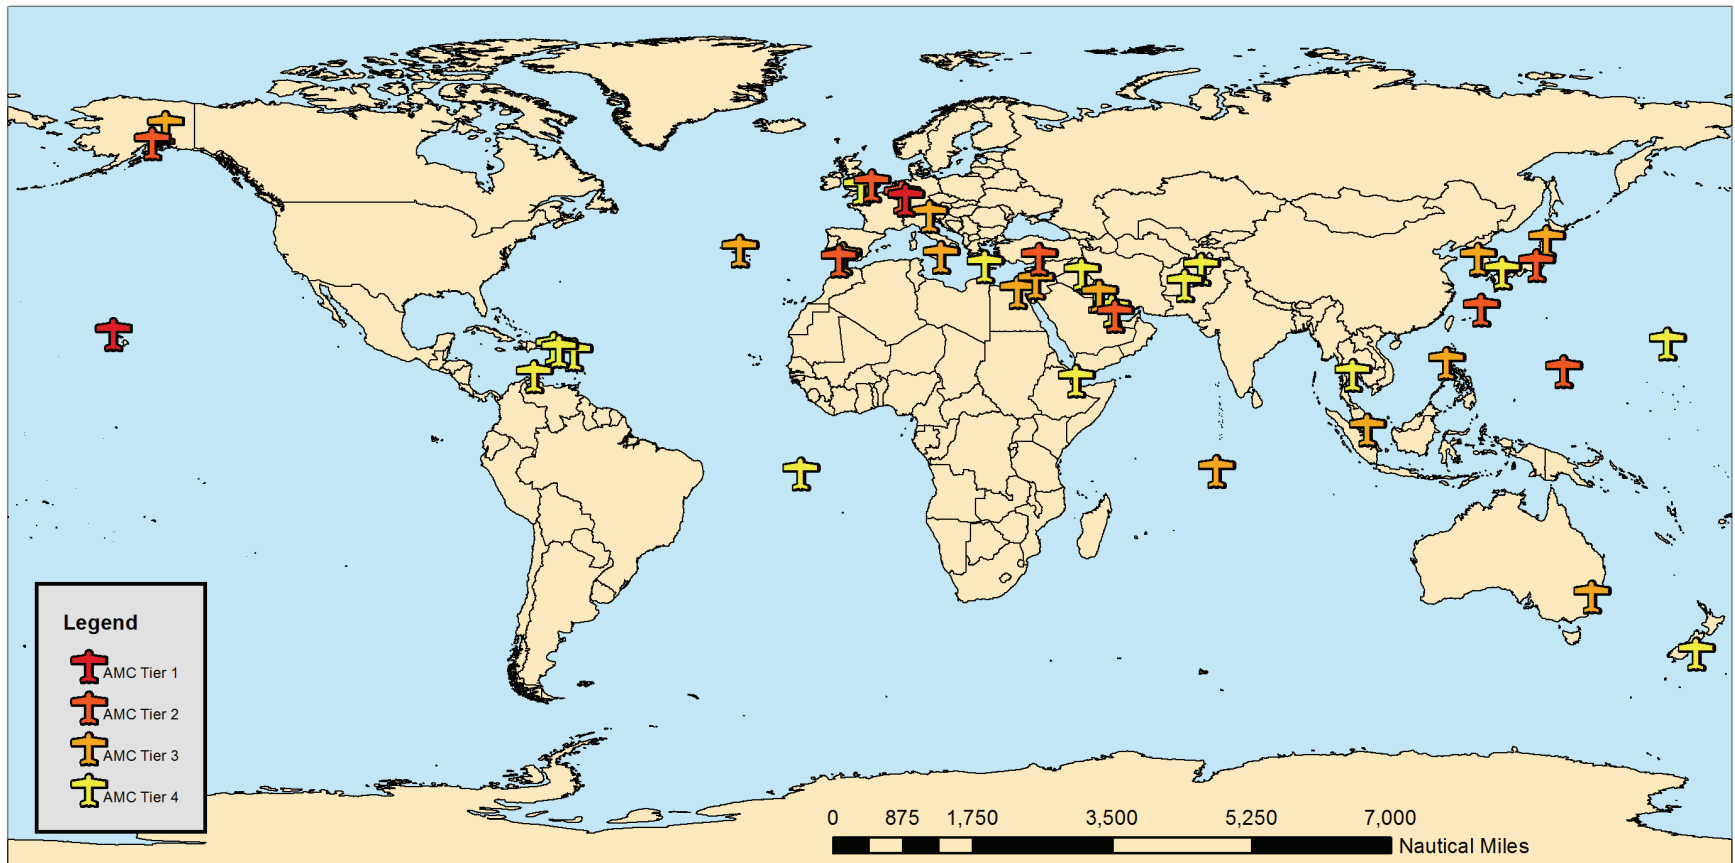 Legend
AMC Tier 1
AMC Tier 2
AMC Tier 3
AMC Tier 4
0 875 1,750 3,500 5,250 7,000
Nautical Miles